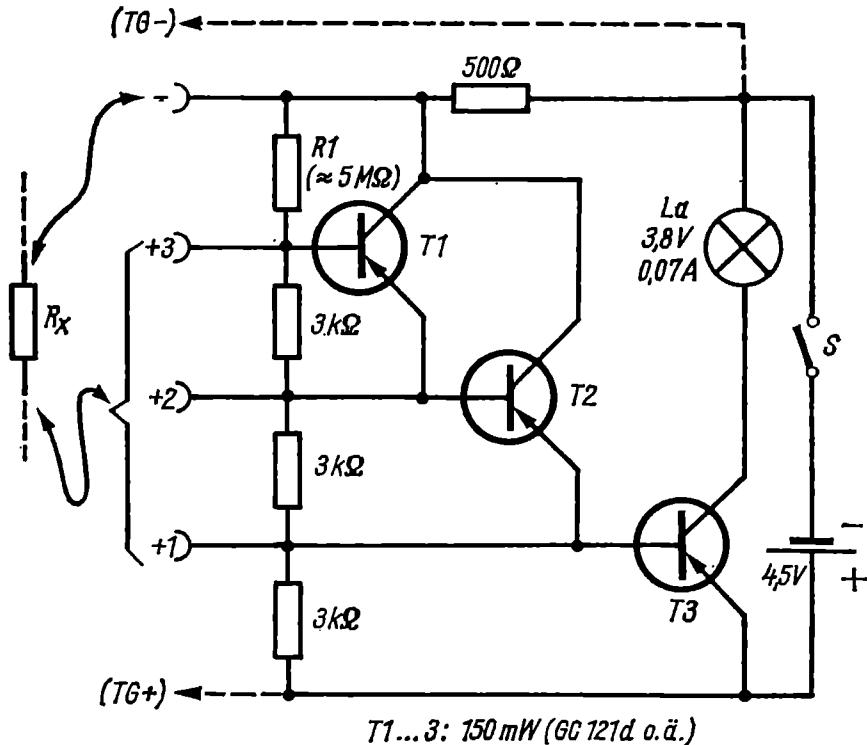 (TG-)
500Ω
-
R1
(≈5MΩ)
La
3,8V
0,07A
+3
T1
Rx
3kΩ
S
+2
T2
3kΩ
+1
-
4,5V
+
T3
3kΩ
(TG+)
T1...3: 150mW (GC 121d o.ä.)